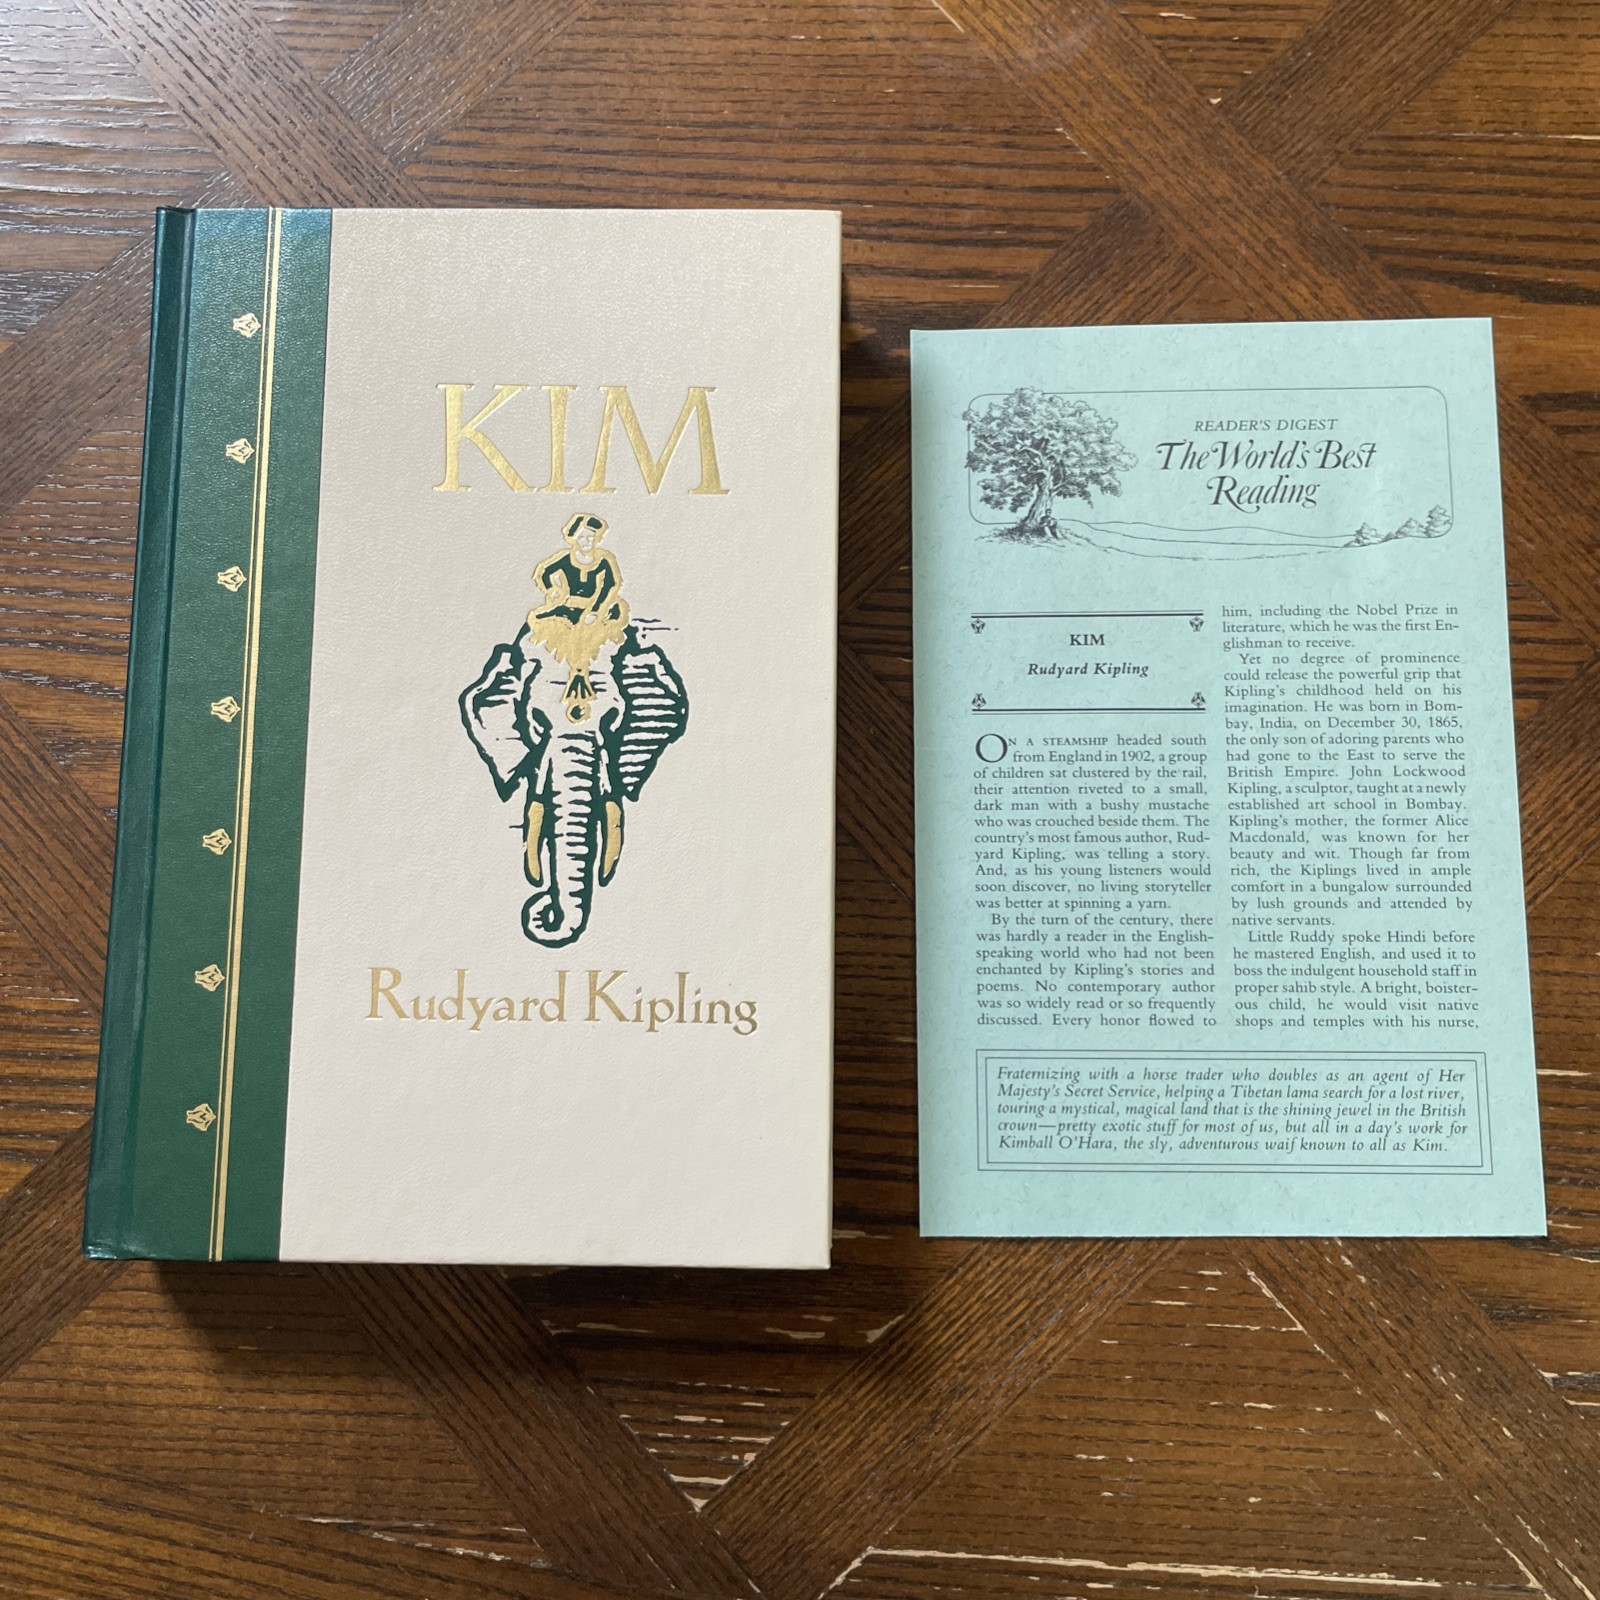 KIM
Rudyard Kipling
READER'S DIGEST
The World's Best
Reading
KIM
Rudyard Kipling
ON A STEAMSHIP headed south
from England in 1902, a group
of children sat clustered by the rail,
their attention riveted to a small,
dark man with a bushy mustache
who was crouched beside them. The
country's most famous author, Rud-
yard Kipling, was telling a story.
And, as his young listeners would
soon discover, no living storyteller
was better at spinning a yarn.
By the turn of the century, there
was hardly a reader in the English-
speaking world who had not been
enchanted by Kipling's stories and
poems. No contemporary author
was so widely read or so frequently
discussed. Every honor flowed to
him, including the Nobel Prize in
literature, which he was the first En-
glishman to receive.
Yet no degree of prominence
could release the powerful grip that
Kipling's childhood held on his
imagination. He was born in Bom-
bay, India, on December 30, 1865,
the only son of adoring parents who
had gone to the East to serve the
British Empire. John Lockwood
Kipling, a sculptor, taught at a newly
established art school in Bombay.
Kipling's mother, the former Alice
Macdonald, was known for her
beauty and wit. Though far from
rich, the Kiplings lived in ample
comfort in a bungalow surrounded
by lush grounds and attended by
native servants.
Little Ruddy spoke Hindi before
he mastered English, and used it to
boss the indulgent household staff in
proper sahib style. A bright, boister-
ous child, he would visit native
shops and temples with his nurse,
Fraternizing with a horse trader who doubles as an agent of Her
Majesty's Secret Service, helping a Tibetan lama search for a lost river,
touring a mystical, magical land that is the shining jewel in the British
crown—pretty exotic stuff for most of us, but all in a day's work for
Kimball O'Hara, the sly, adventurous waif known to all as Kim.